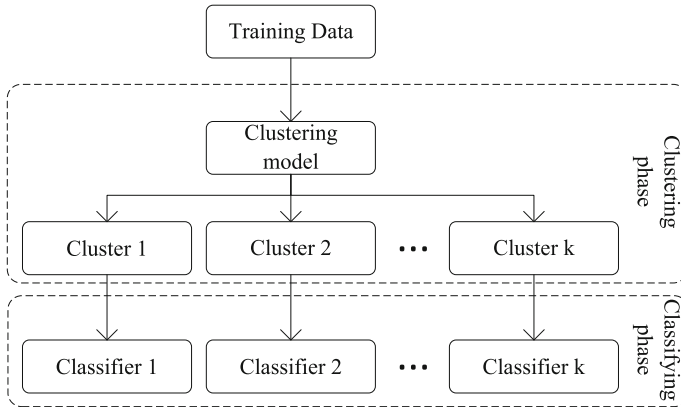 Training Data
Clustering
model
Clustering
phase
Cluster 1
Cluster 2
•••
Cluster k
Classifier 1
Classifier 2
•••
Classifier k
Classifying
phase